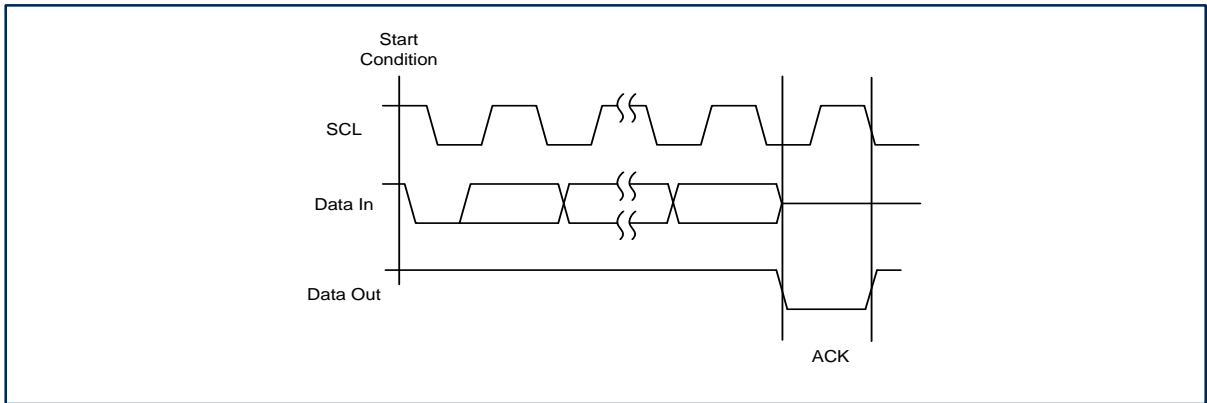 Start
Condition
SCL
Data In
Data Out
ACK